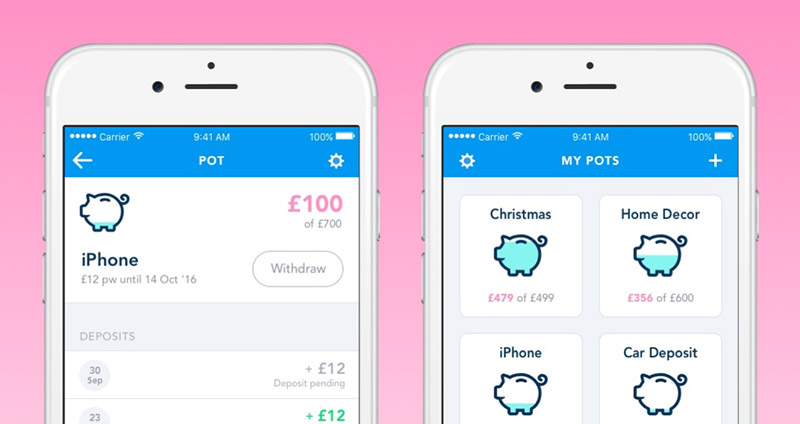 Carrier 9:41 AM 100%
POT
£100
of £700
iPhone
£12 pw until 14 Oct '16
Withdraw
DEPOSITS
30
Sep
+ £12
Deposit pending
23
+ £12
Carrier 9:41 AM 100%
MY POTS +
Christmas
£479 of £499
Home Decor
£356 of £600
iPhone
Car Deposit